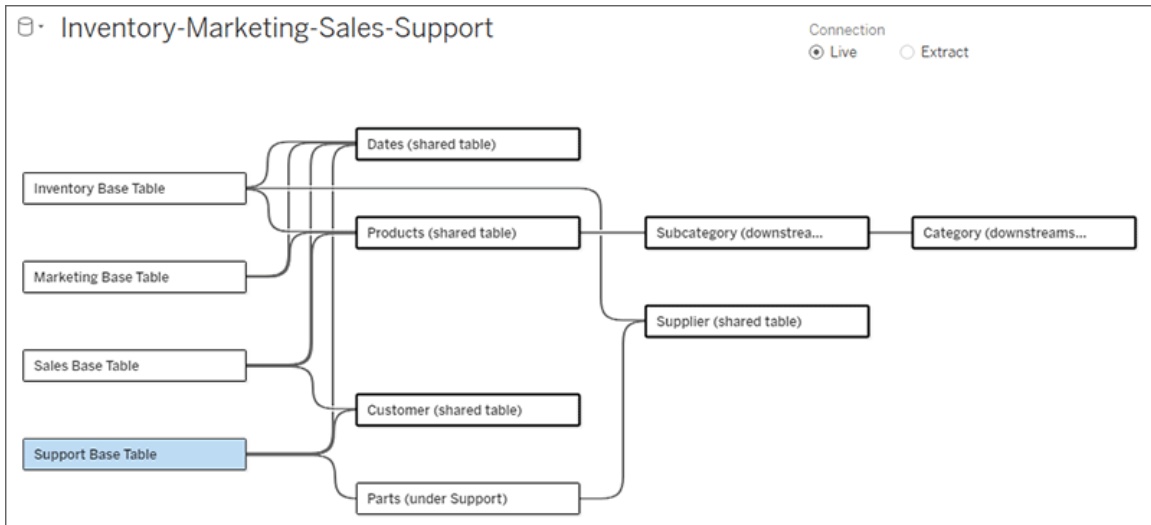 Inventory-Marketing-Sales-Support
Connection
Live
Extract
Dates (shared table)
Inventory Base Table
Products (shared table)
Subcategory (downstrea...
Category (downstreams...
Marketing Base Table
Supplier (shared table)
Sales Base Table
Customer (shared table)
Support Base Table
Parts (under Support)